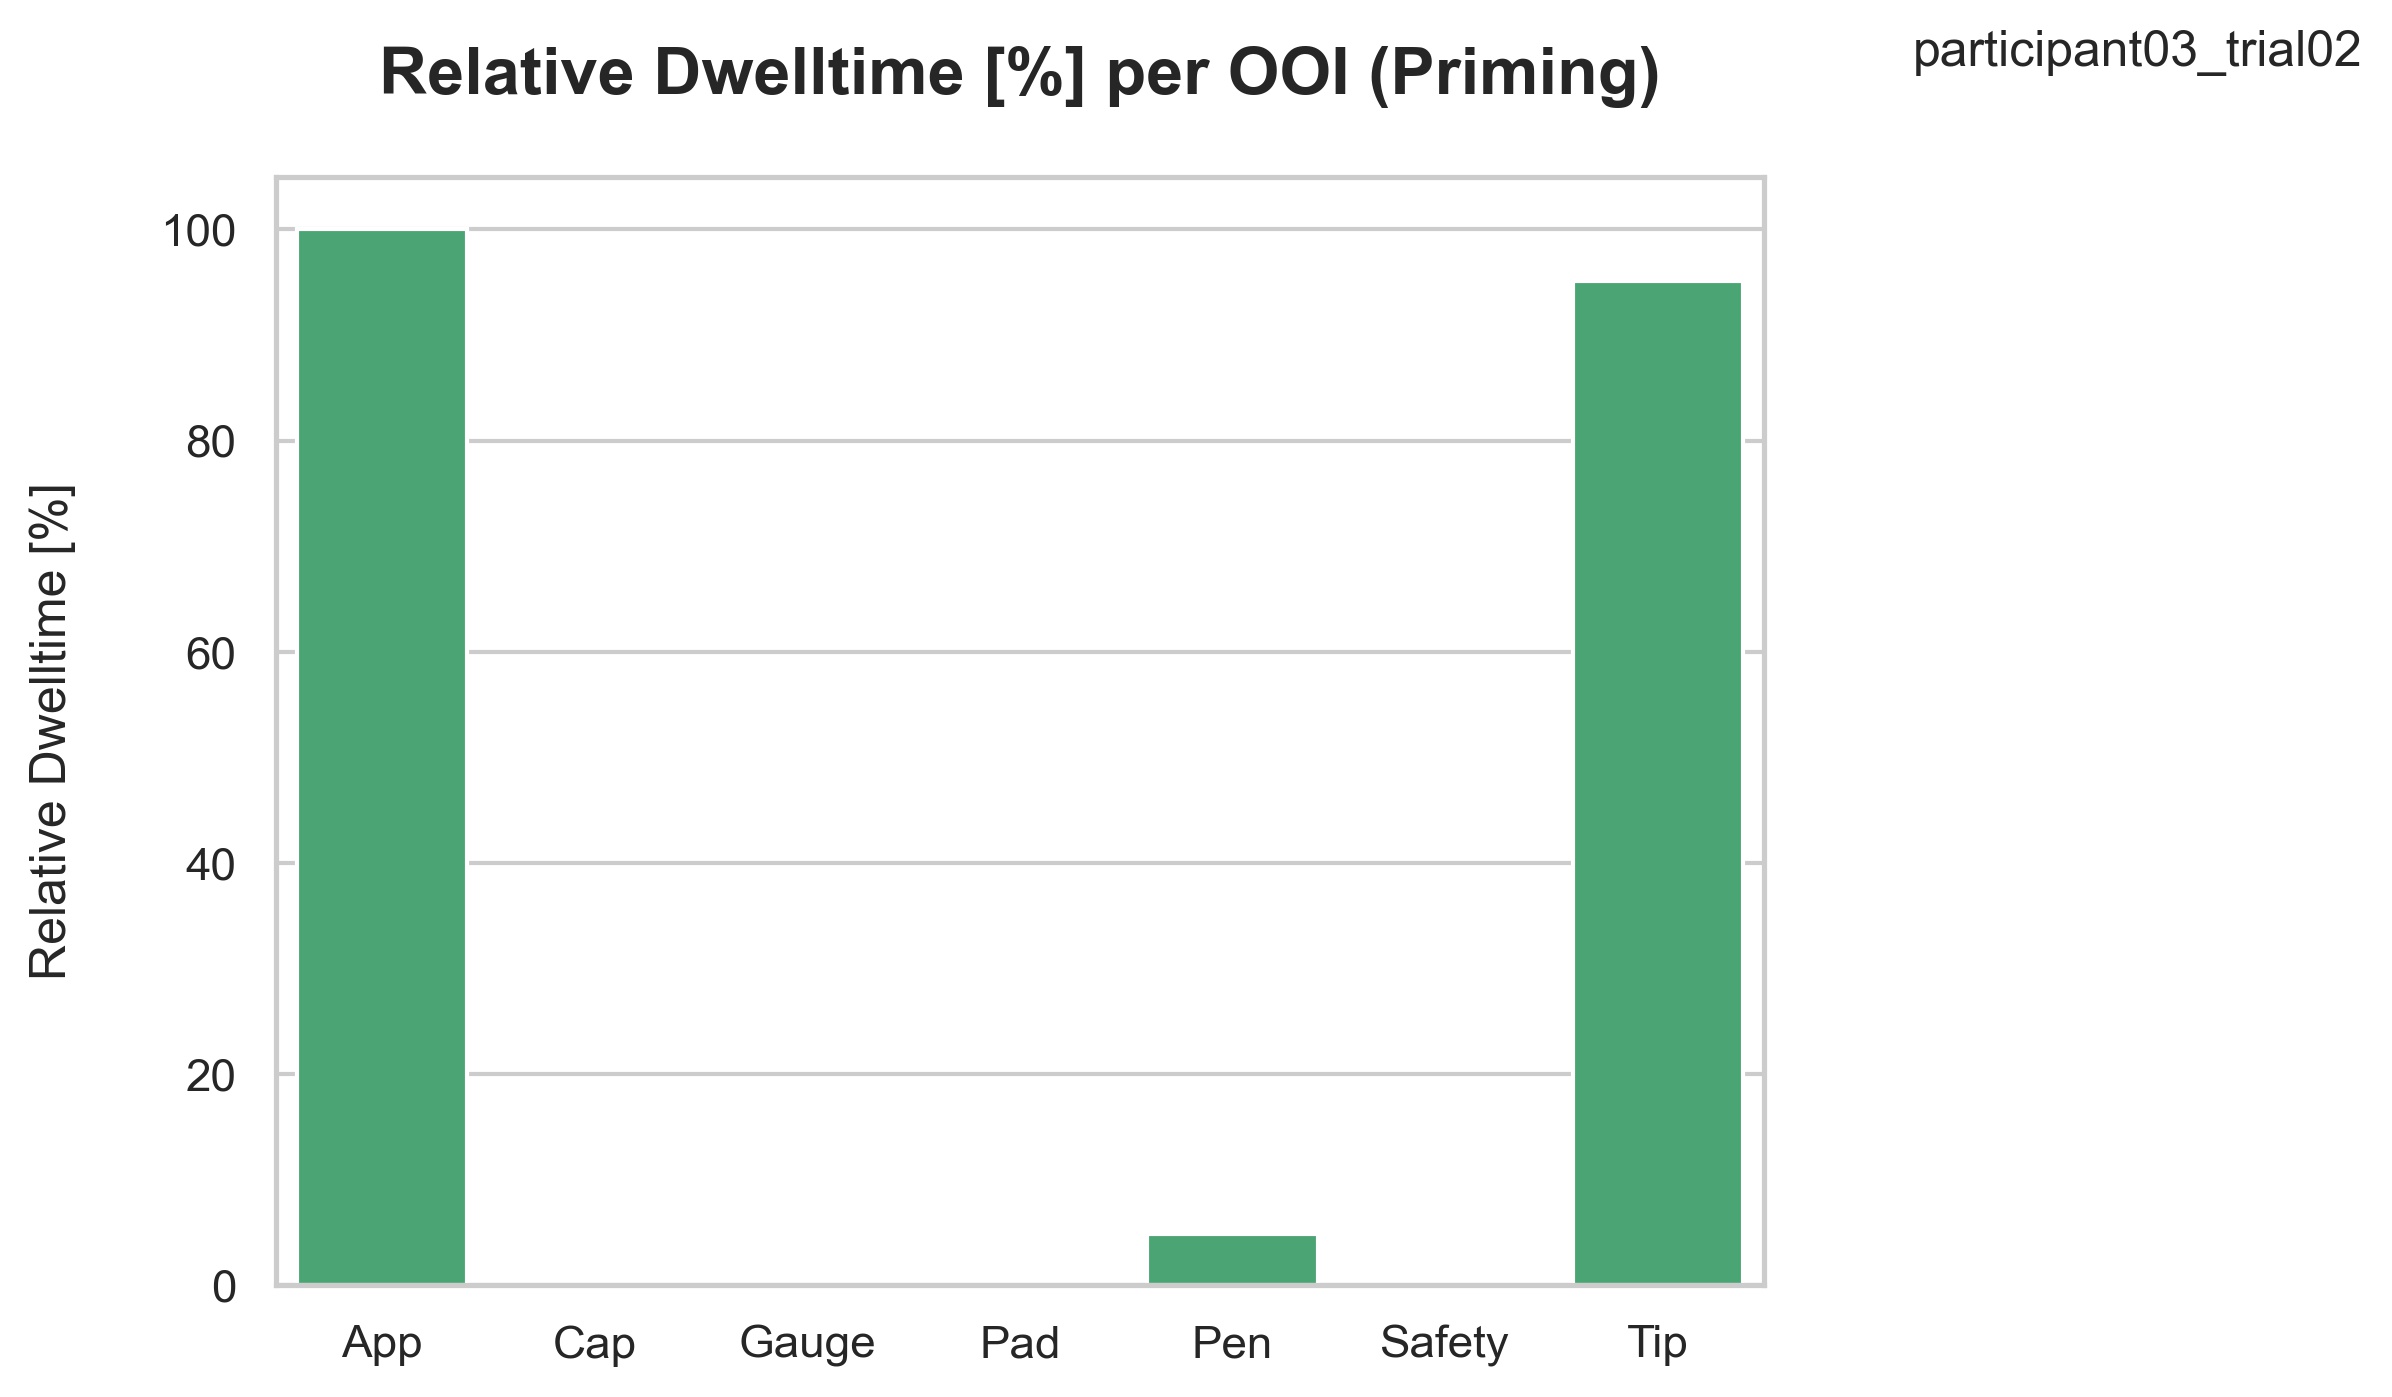 Relative Dwelltime [%] per OOI (Priming)
participant03_trial02
Relative Dwelltime [%]
100
80
60
40
20
0
App Cap Gauge Pad Pen Safety Tip